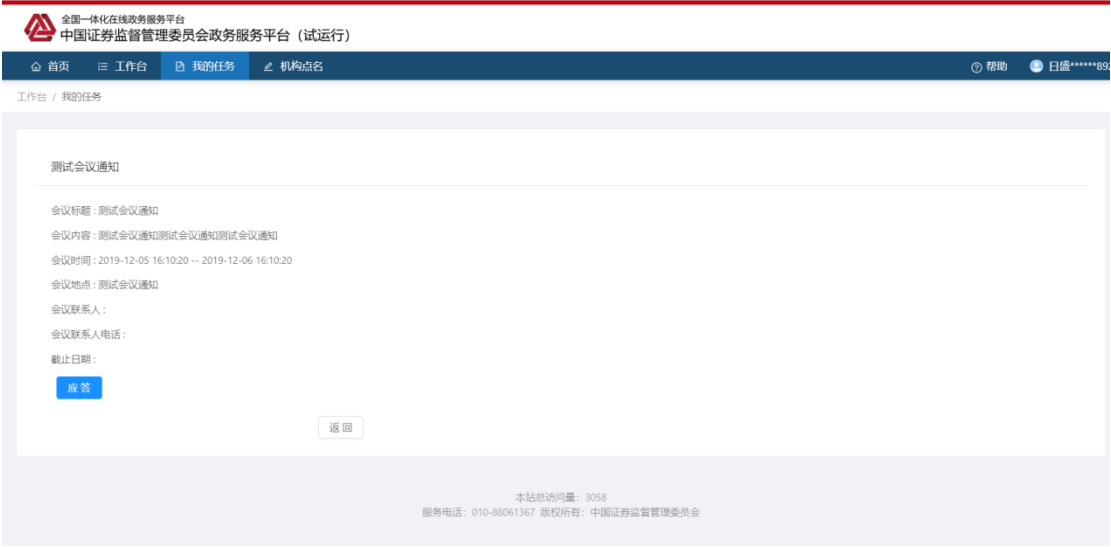 全国一体化在线政务服务平台
中国证券监督管理委员会政务服务平台（试运行）
首页 工作台 我的任务 机构点名 帮助 日盛******892
工作台 / 我的任务
测试会议通知
会议标题 : 测试会议通知
会议内容 : 测试会议通知测试会议通知测试会议通知
会议时间 : 2019-12-05 16:10:20 -- 2019-12-06 16:10:20
会议地点 : 测试会议通知
会议联系人 :
会议联系人电话 :
截止日期 :
应 答
返 回
本站总访问量：3058
服务电话：010-88061367 版权所有：中国证券监督管理委员会